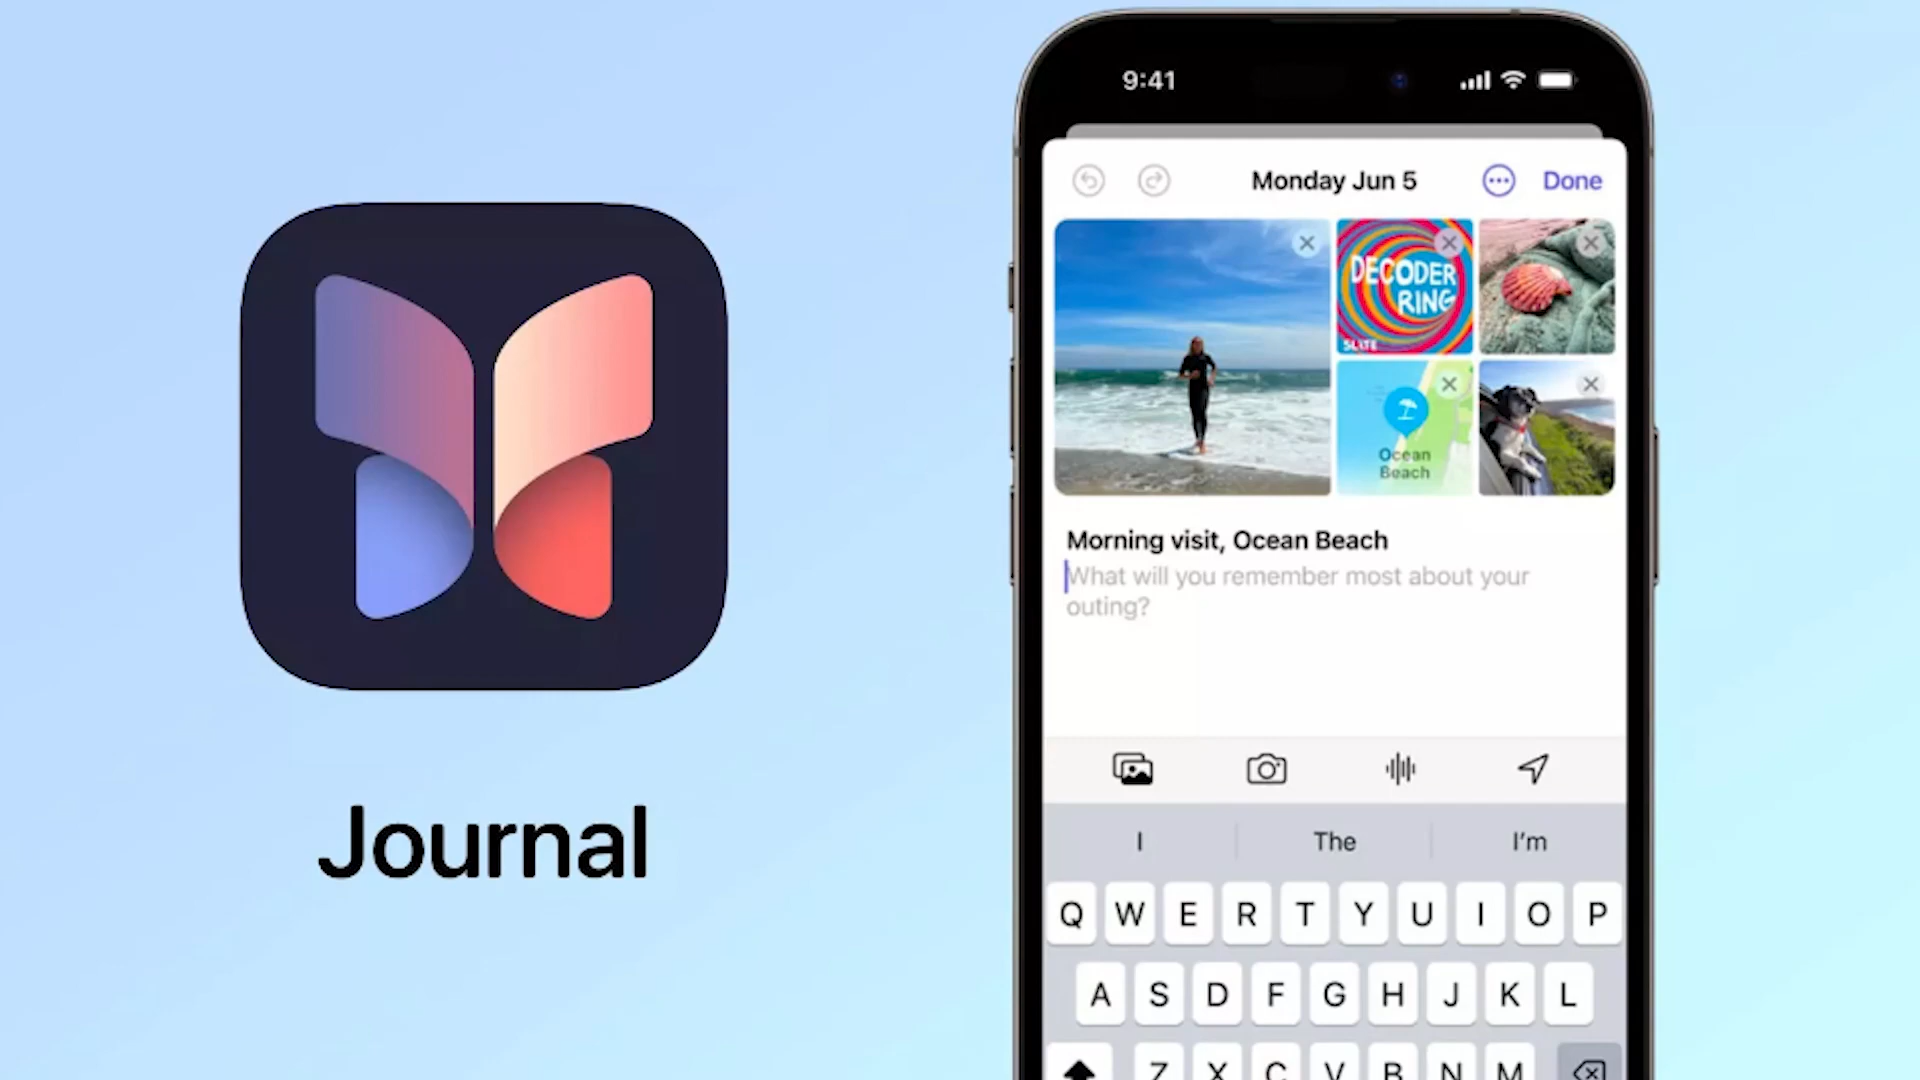 9:41
Monday Jun 5
Done
DECODER
RING
SLATE
Ocean
Beach
Morning visit, Ocean Beach
What will you remember most about your
outing?
I
The
I'm
Q W E R T Y U I O P
A S D F G H J K L
Z X C V B N M
Journal